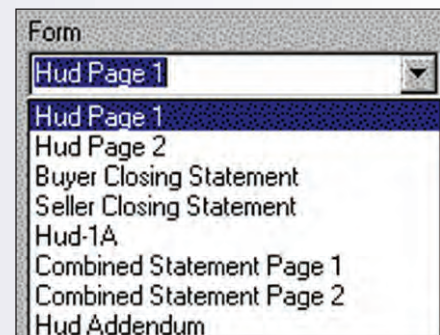 Form
Hud Page 1
Hud Page 1
Hud Page 2
Buyer Closing Statement
Seller Closing Statement
Hud-1A
Combined Statement Page 1
Combined Statement Page 2
Hud Addendum